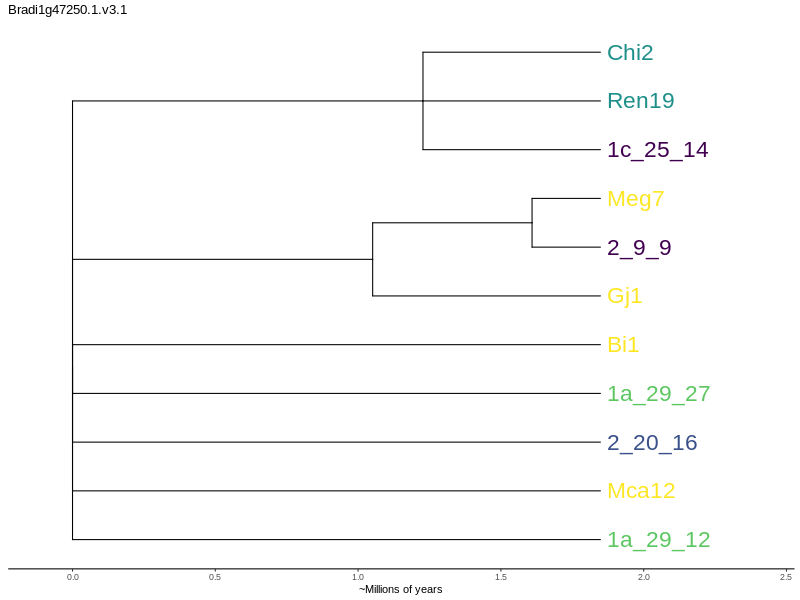 Bradi1g47250.1.v3.1
Chi2
Ren19
1c_25_14
Meg7
2_9_9
Gj1
Bi1
1a_29_27
2_20_16
Mca12
1a_29_12
0.0 0.5 1.0 1.5 2.0 2.5
~Millions of years